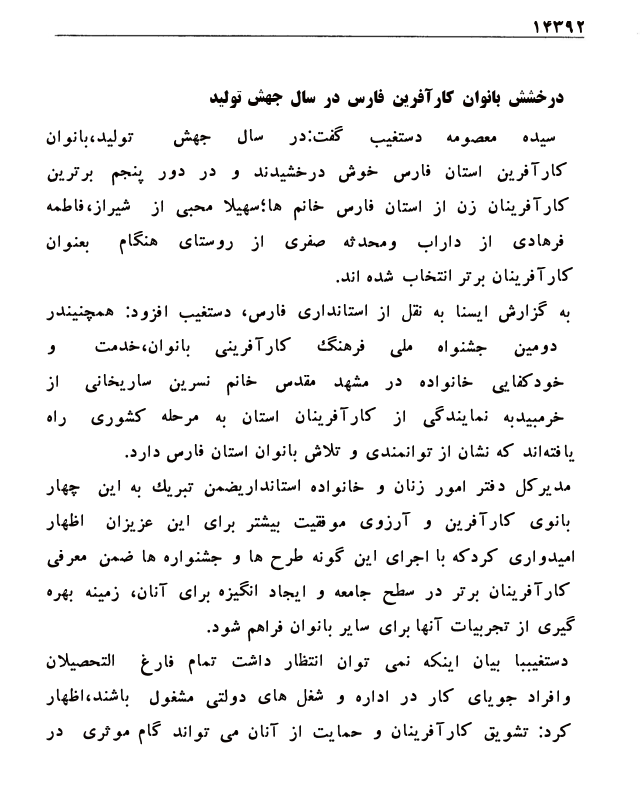 ۱۴۳۹۲
درخشش بانوان کارآفرین فارس در سال جهش تولید
سیده معصومه دستغیب گفت:در سال جهش تولید،بانوان
کارآفرین استان فارس خوش درخشیدند و در دور پنجم برترین
کارآفرینان زن از استان فارس خانم ها؛سهیلا محبی از شیراز،فاطمه
فرهادی از داراب ومحدثه صفری از روستای هنگام بعنوان
کارآفرینان برتر انتخاب شده اند.
به گزارش ایسنا به نقل از استانداری فارس، دستغیب افزود: همچنیندر
دومین جشنواه ملی فرهنگ کارآفرینی بانوان،خدمت و
خودکفایی خانواده در مشهد مقدس خانم نسرین ساریخانی از
خرمبیدبه نمایندگی از کارآفرینان استان به مرحله کشوری راه
یافته‌اند که نشان از توانمندی و تلاش بانوان استان فارس دارد.
مدیرکل دفتر امور زنان و خانواده استانداریضمن تبریك به این چهار
بانوی کارآفرین و آرزوی موفقیت بیشتر برای این عزیزان اظهار
امیدواری کردکه با اجرای این گونه طرح ها و جشنواره ها ضمن معرفی
کارآفرینان برتر در سطح جامعه و ایجاد انگیزه برای آنان، زمینه بهره
گیری از تجربیات آنها برای سایر بانوان فراهم شود.
دستغیببا بیان اینکه نمی توان انتظار داشت تمام فارغ التحصیلان
وافراد جویای کار در اداره و شغل های دولتی مشغول باشند،اظهار
کرد: تشویق کارآفرینان و حمایت از آنان می تواند گام موثری در